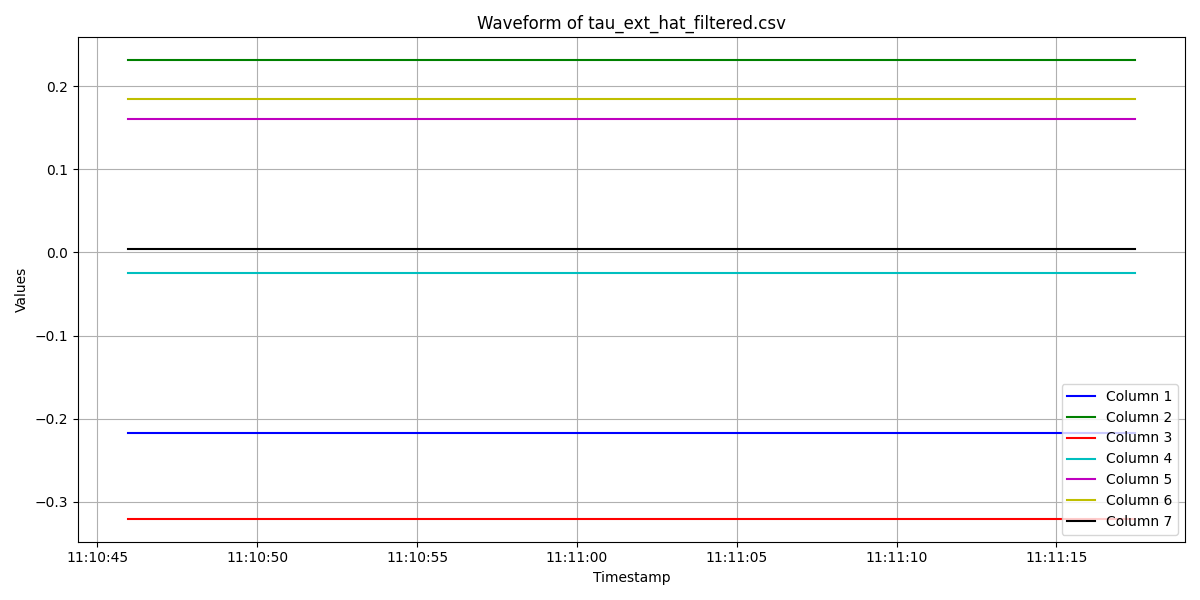 Waveform of tau_ext_hat_filtered.csv
Values
0.2
0.1
0.0
−0.1
−0.2
−0.3
Column 1
Column 2
Column 3
Column 4
Column 5
Column 6
Column 7
11:10:45 11:10:50 11:10:55 11:11:00 11:11:05 11:11:10 11:11:15
Timestamp